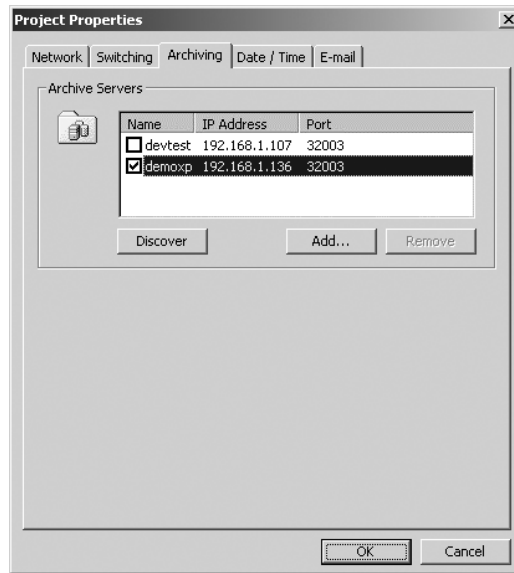 Project Properties
Network Switching Archiving Date / Time E-mail
Archive Servers
Name IP Address Port
devtest 192.168.1.107 32003
demoxp 192.168.1.136 32003
Discover Add... Remove
OK Cancel